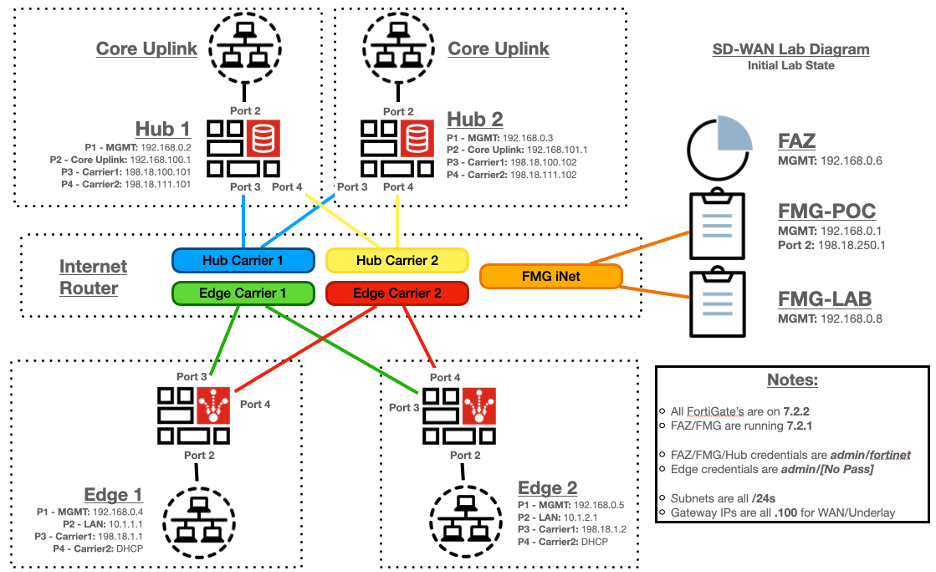 Core Uplink
Core Uplink
SD-WAN Lab Diagram
Initial Lab State
Port 2
Port 2
Hub 1
P1 - MGMT: 192.168.0.2
P2 - Core Uplink: 192.168.100.1
P3 - Carrier1: 198.18.100.101
P4 - Carrier2: 198.18.111.101
Hub 2
P1 - MGMT: 192.168.0.3
P2 - Core Uplink: 192.168.101.1
P3 - Carrier1: 198.18.100.102
P4 - Carrier2: 198.18.111.102
Port 3
Port 4
Port 3
Port 4
FAZ
MGMT: 192.168.0.6
FMG-POC
MGMT: 192.168.0.1
Port 2: 198.18.250.1
FMG-LAB
MGMT: 192.168.0.8
Internet
Router
Hub Carrier 1
Hub Carrier 2
Edge Carrier 1
Edge Carrier 2
FMG iNet
Port 3
Port 4
Port 2
Port 4
Port 3
Port 2
Edge 1
P1 - MGMT: 192.168.0.4
P2 - LAN: 10.1.1.1
P3 - Carrier1: 198.18.1.1
P4 - Carrier2: DHCP
Edge 2
P1 - MGMT: 192.168.0.5
P2 - LAN: 10.1.2.1
P3 - Carrier1: 198.18.1.2
P4 - Carrier2: DHCP
Notes:
All FortiGate's are on 7.2.2
FAZ/FMG are running 7.2.1
FAZ/FMG/Hub credentials are admin/fortinet
Edge credentials are admin/[No Pass]
Subnets are all /24s
Gateway IPs are all .100 for WAN/Underlay